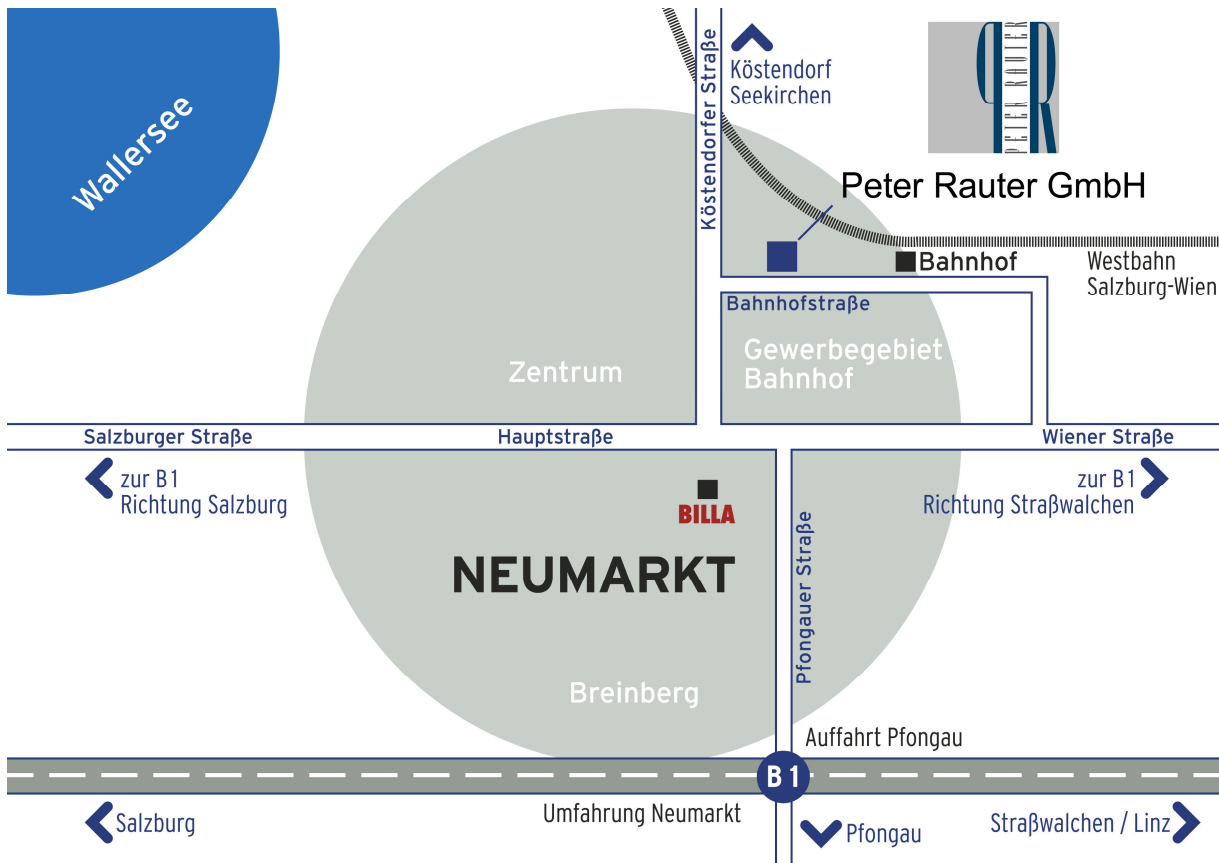 Wallersee
Köstendorfer Straße
Köstendorf
Seekirchen
PETER RAUTER
Peter Rauter GmbH
Bahnhof
Westbahn
Salzburg-Wien
Bahnhofstraße
Gewerbegebiet
Bahnhof
Zentrum
Salzburger Straße
Hauptstraße
Wiener Straße
zur B1
Richtung Salzburg
zur B1
Richtung Straßwalchen
BILLA
NEUMARKT
Pfongauer Straße
Breinberg
Auffahrt Pfongau
B 1
Umfahrung Neumarkt
Salzburg
Pfongau
Straßwalchen / Linz